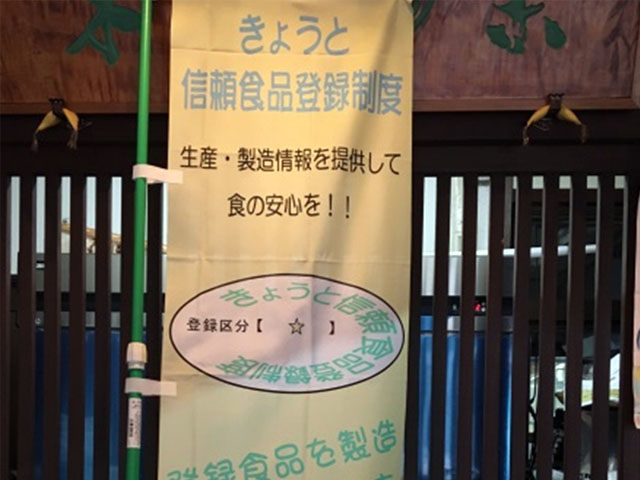 きょうと
信頼食品登録制度
生産・製造情報を提供して
食の安心を！！
きょうと信頼食品登録制度
登録区分【 ☆ 】
登録食品を製造